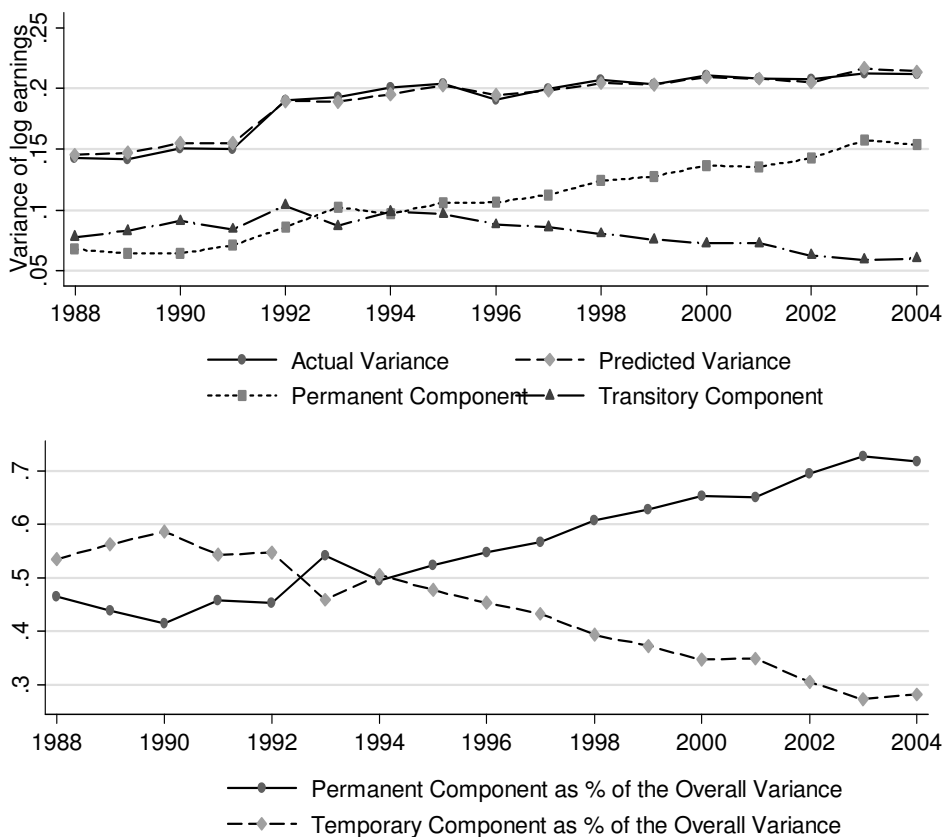 Variance of log earnings
.25
.2
.15
.1
.05
1988 1990 1992 1994 1996 1998 2000 2002 2004
Actual Variance Predicted Variance
Permanent Component Transitory Component
.7
.6
.5
.4
.3
1988 1990 1992 1994 1996 1998 2000 2002 2004
Permanent Component as % of the Overall Variance
Temporary Component as % of the Overall Variance